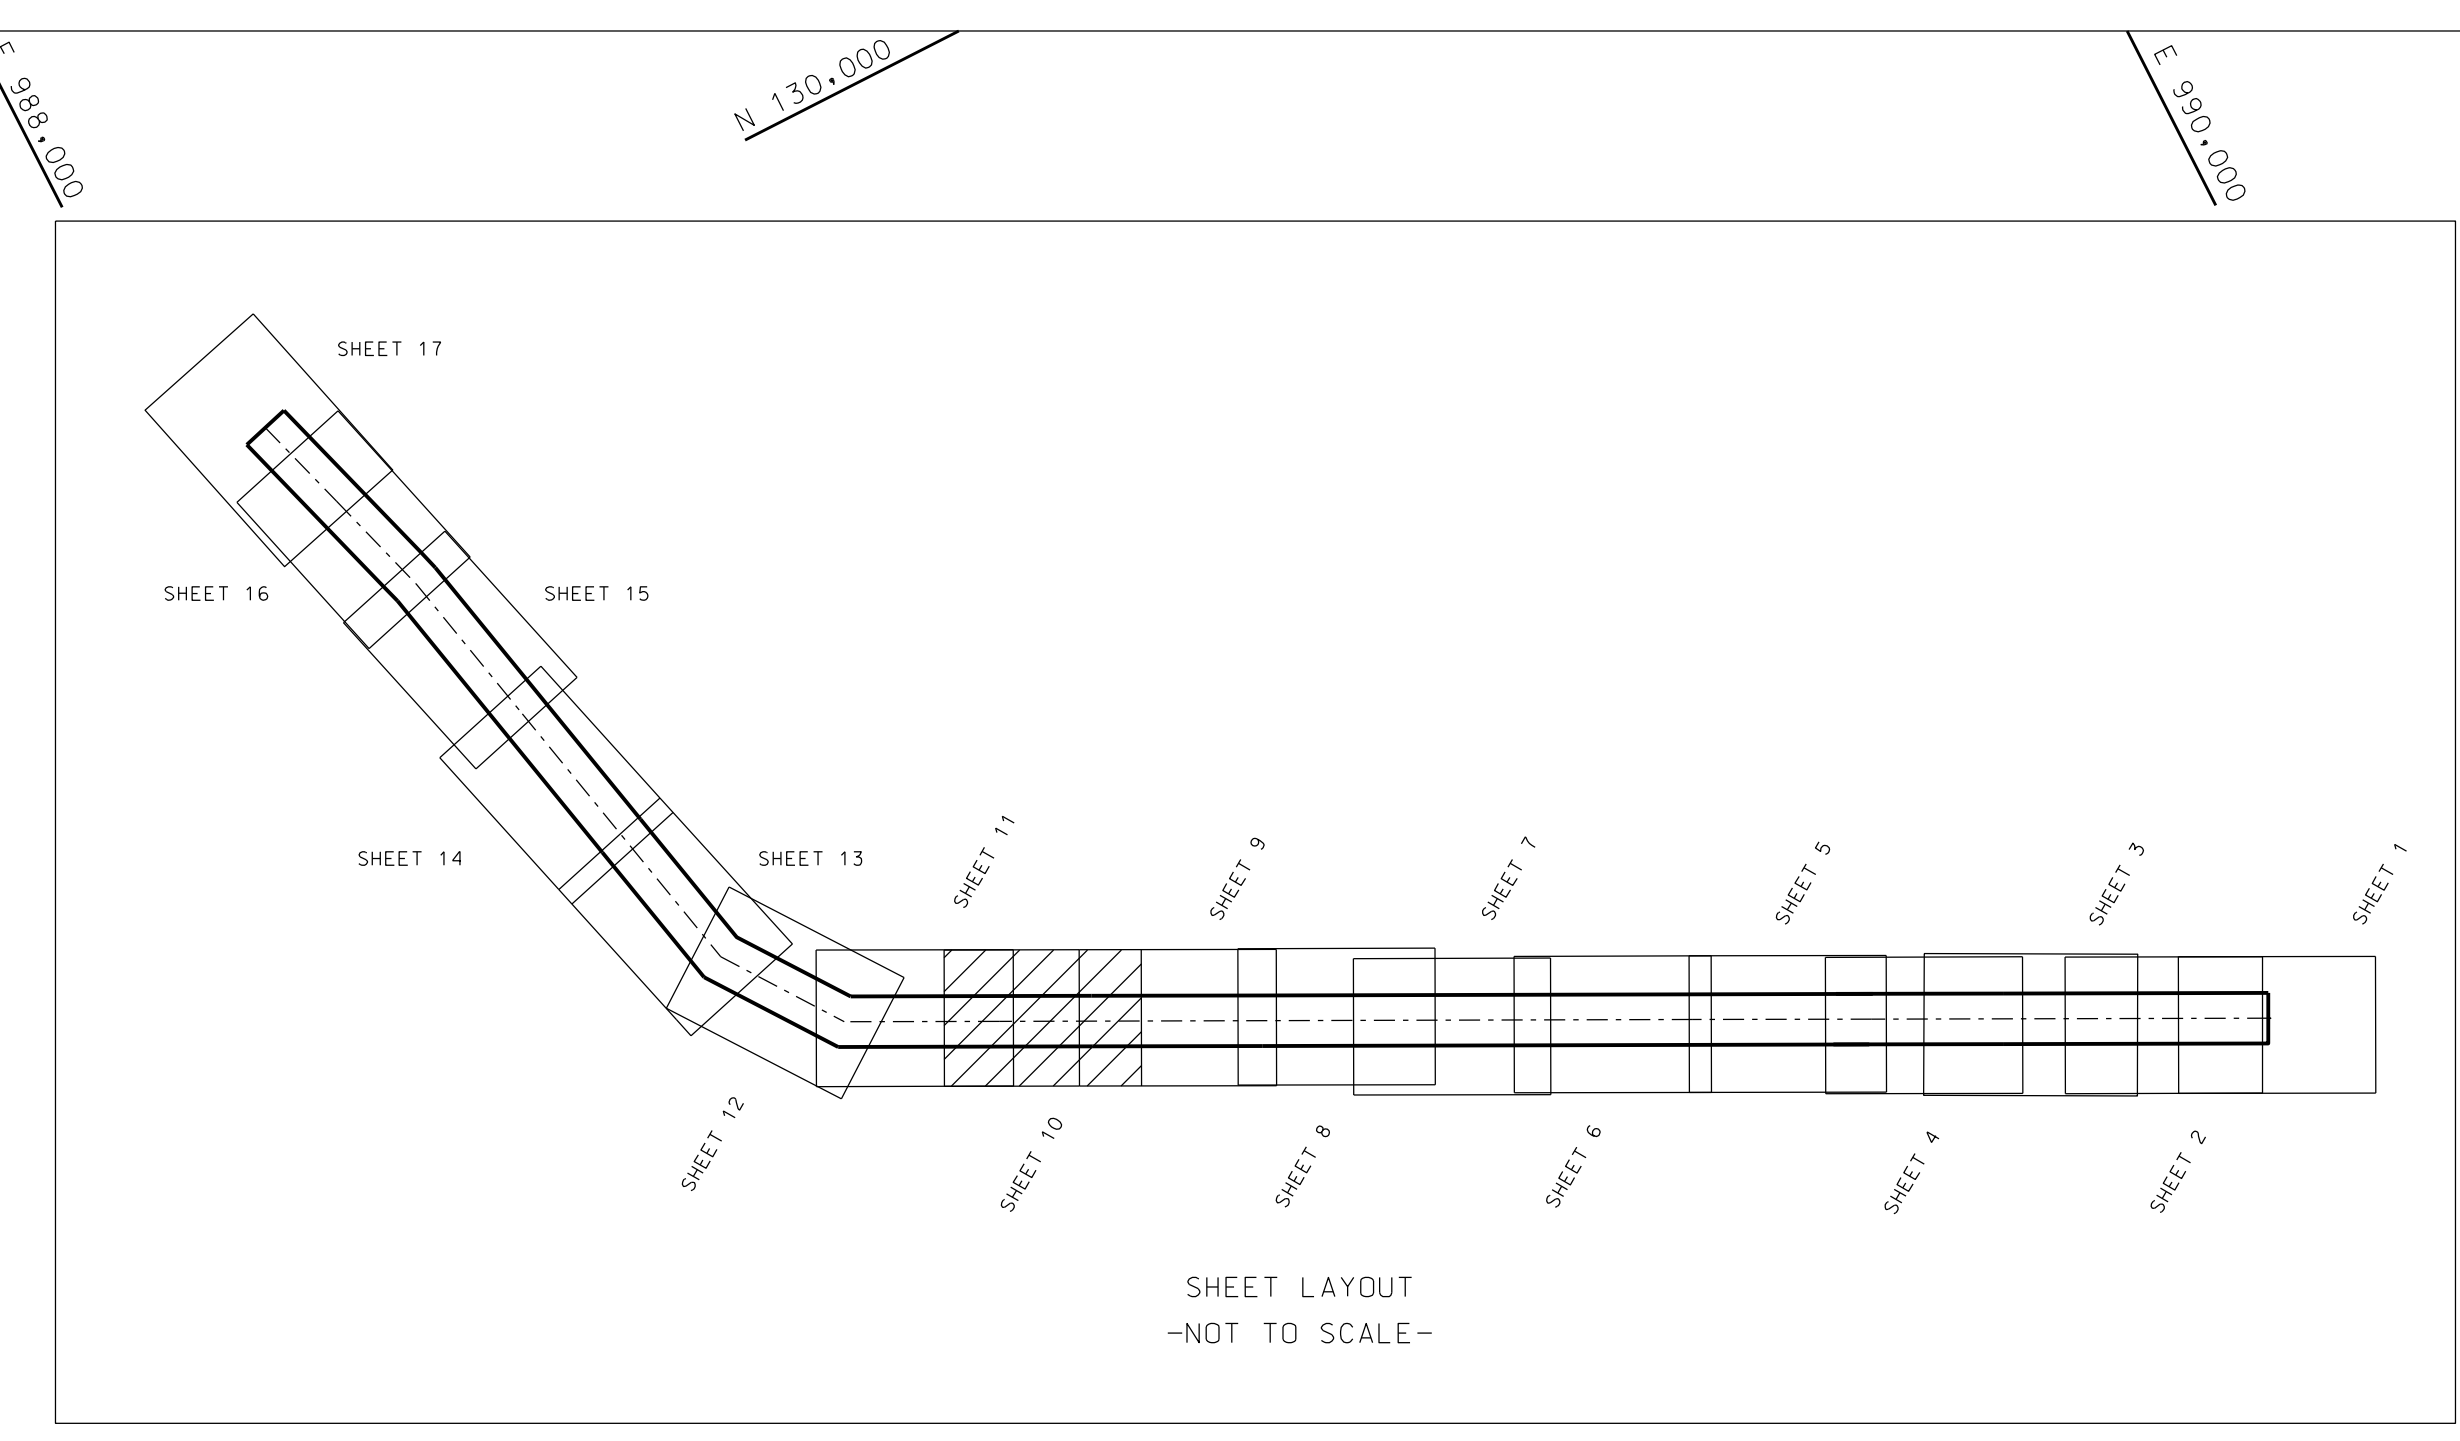 E 988,000
N 130,000
E 990,000
SHEET 17
SHEET 16
SHEET 15
SHEET 14
SHEET 13
SHEET 11
SHEET 9
SHEET 7
SHEET 5
SHEET 3
SHEET 1
SHEET 12
SHEET 10
SHEET 8
SHEET 6
SHEET 4
SHEET 2
SHEET LAYOUT
-NOT TO SCALE-